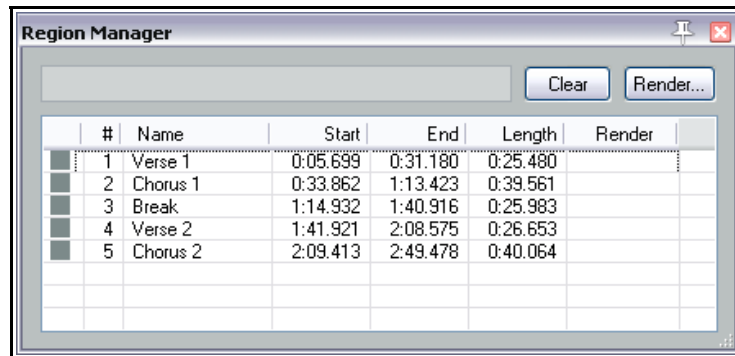 Region Manager
Clear Render...
# Name Start End Length Render
1 Verse 1 0:05.699 0:31.180 0:25.480
2 Chorus 1 0:33.862 1:13.423 0:39.561
3 Break 1:14.932 1:40.916 0:25.983
4 Verse 2 1:41.921 2:08.575 0:26.653
5 Chorus 2 2:09.413 2:49.478 0:40.064